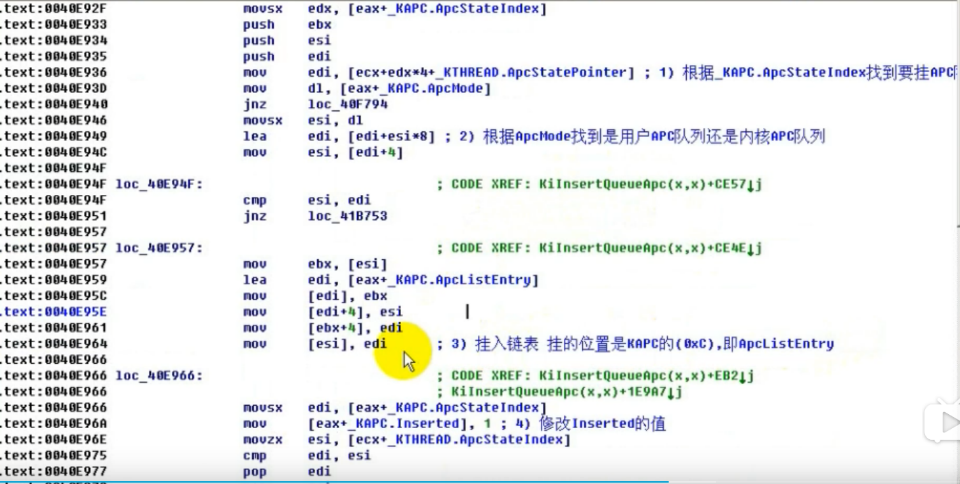 .text:0040E92F movsx edx, [eax+_KAPC.ApcStateIndex]
.text:0040E933 push ebx
.text:0040E934 push esi
.text:0040E935 push edi
.text:0040E936 mov edi, [ecx+edx*4+_KTHREAD.ApcStatePointer] ; 1) 根据_KAPC.ApcStateIndex找到要挂APC
.text:0040E93D mov dl, [eax+_KAPC.ApcMode]
.text:0040E940 jnz loc_40F794
.text:0040E946 movsx esi, dl
.text:0040E949 lea edi, [edi+esi*8] ; 2) 根据ApcMode找到是用户APC队列还是内核APC队列
.text:0040E94C mov esi, [edi+4]
.text:0040E94F
.text:0040E94F loc_40E94F: ; CODE XREF: KiInsertQueueApc(x,x)+CE57↓j
.text:0040E94F cmp esi, edi
.text:0040E951 jnz loc_41B753
.text:0040E957
.text:0040E957 loc_40E957: ; CODE XREF: KiInsertQueueApc(x,x)+CE4E↓j
.text:0040E957 mov ebx, [esi]
.text:0040E959 lea edi, [eax+_KAPC.ApcListEntry]
.text:0040E95C mov [edi], ebx
.text:0040E95E mov [edi+4], esi
.text:0040E961 mov [ebx+4], edi
.text:0040E964 mov [esi], edi ; 3) 挂入链表 挂的位置是KAPC的(0xC),即ApcListEntry
.text:0040E966
.text:0040E966 loc_40E966: ; CODE XREF: KiInsertQueueApc(x,x)+EB2↓j
.text:0040E966 ; KiInsertQueueApc(x,x)+1E9A7↓j
.text:0040E966 movsx edi, [eax+_KAPC.ApcStateIndex]
.text:0040E96A mov [eax+_KAPC.Inserted], 1 ; 4) 修改Inserted的值
.text:0040E96E movzx esi, [ecx+_KTHREAD.ApcStateIndex]
.text:0040E975 cmp edi, esi
.text:0040E977 pop edi